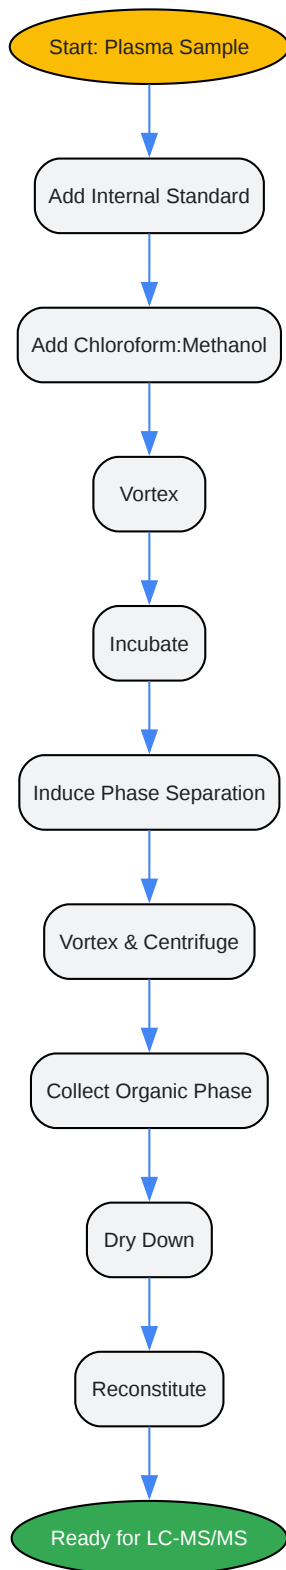 Start: Plasma Sample
Add Internal Standard
Add Chloroform:Methanol
Vortex
Incubate
Induce Phase Separation
Vortex & Centrifuge
Collect Organic Phase
Dry Down
Reconstitute
Ready for LC-MS/MS